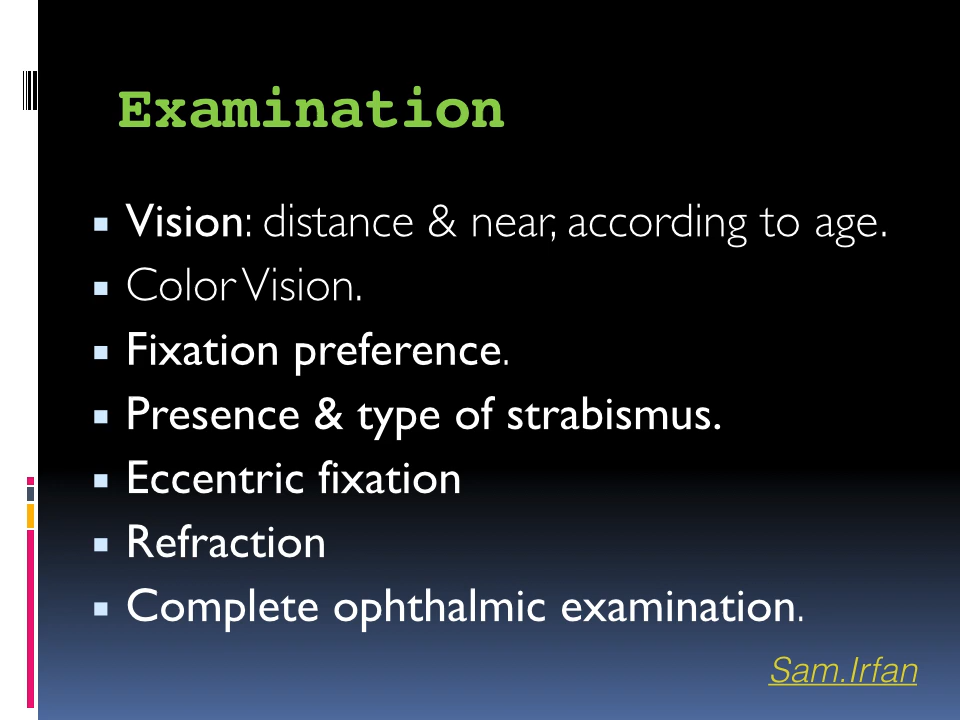 Examination
▪ Vision: distance & near, according to age.
▪ Color Vision.
▪ Fixation preference.
▪ Presence & type of strabismus.
▪ Eccentric fixation
▪ Refraction
▪ Complete ophthalmic examination.
Sam.Irfan